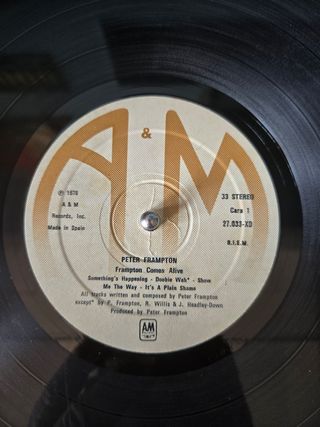 A & M
℗ 1976
A & M
Records, Inc.
Made in Spain
33 STEREO
Cara 1
27.033-XD
B.I.E.M.
PETER FRAMPTON
Frampton Comes Alive
Something's Happening - Doobie Wah* - Show
Me The Way - It's A Plain Shame
All tracks written and composed by Peter Frampton
except* by P. Frampton, R. Willis & J. Headley-Down
Produced by Peter Frampton
AM